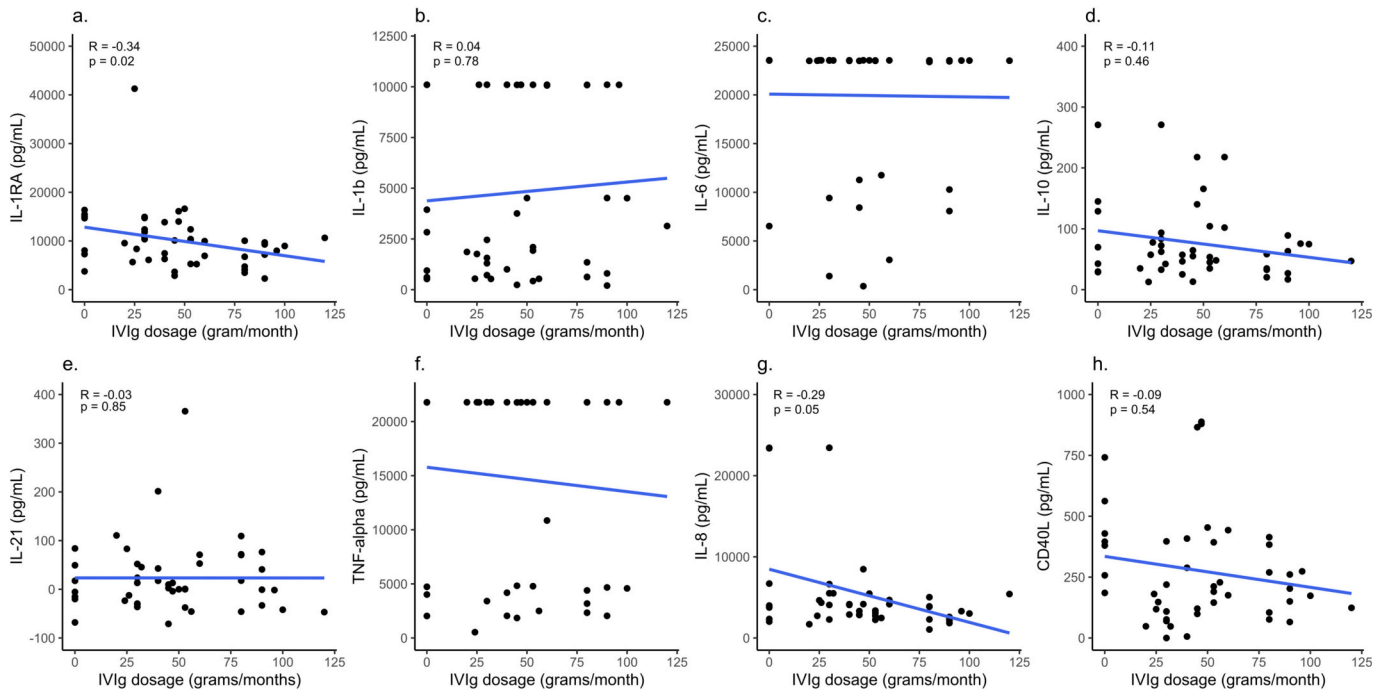 a.
R = -0.34
p = 0.02
50000
40000
30000
20000
10000
0
IL-1RA (pg/mL)
0 25 50 75 100 125
IVIg dosage (gram/month)
b.
R = 0.04
p = 0.78
12500
10000
7500
5000
2500
0
IL-11b (pg/mL)
0 25 50 75 100 125
IVIg dosage (grams/month)
c.
25000
20000
15000
10000
5000
0
IL-6 (pg/mL)
0 25 50 75 100 125
IVIg dosage (grams/month)
d.
R = -0.11
p = 0.46
400
300
200
100
0
IL-10 (pg/mL)
0 25 50 75 100 125
IVIg dosage (grams/month)
e.
R = -0.03
p = 0.85
400
300
200
100
0
-100
IL-21 (pg/mL)
0 25 50 75 100 125
IVIg dosage (grams/months)
f.
20000
15000
10000
5000
0
TNF-alpha (pg/mL)
0 25 50 75 100 125
IVIg dosage (grams/month)
g.
R = -0.29
p = 0.05
30000
20000
10000
0
IL-8 (pg/mL)
0 25 50 75 100 125
IVIg dosage (grams/month)
h.
R = -0.09
p = 0.54
1000
750
500
250
0
CD40L (pg/mL)
0 25 50 75 100 125
IVIg dosage (grams/month)